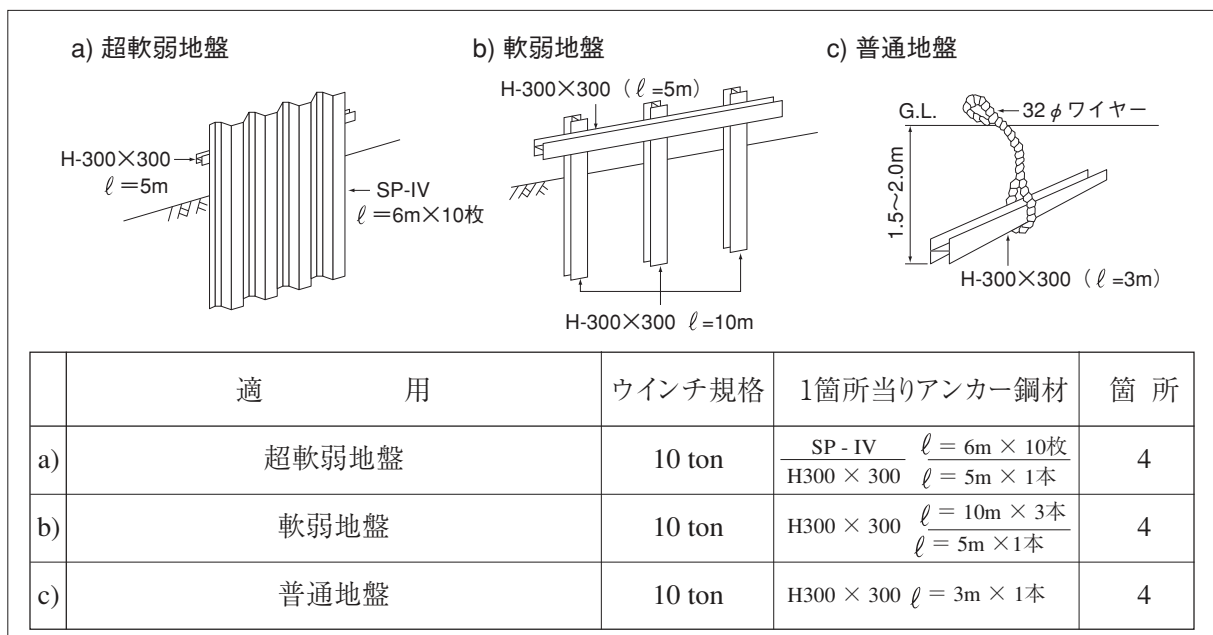 a) 超軟弱地盤
b) 軟弱地盤
c) 普通地盤
H-300×300
ℓ＝5m
SP-IV
ℓ＝6m×10枚
H-300×300（ℓ=5m）
H-300×300 ℓ=10m
G.L.
32φワイヤー
1.5~2.0m
H-300×300（ℓ=3m）
適 用 ウインチ規格 1箇所当りアンカー鋼材 箇 所
a) 超軟弱地盤 10 ton SP - IV ℓ = 6m × 10枚 4
H300 × 300 ℓ = 5m × 1本
b) 軟弱地盤 10 ton H300 × 300 ℓ = 10m × 3本 4
ℓ = 5m ×1本
c) 普通地盤 10 ton H300 × 300 ℓ = 3m × 1本 4